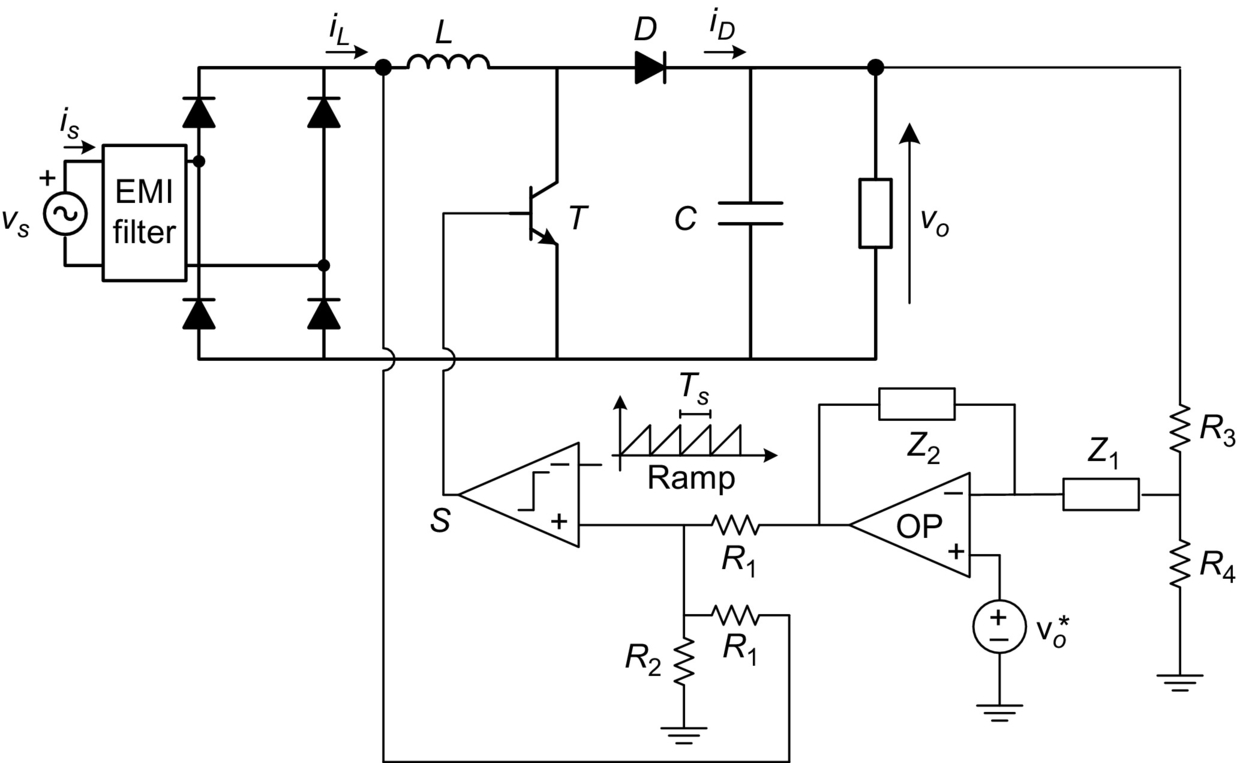 i_L
L
D
i_D
i_s
+
v_s
EMI
filter
T
C
v_o
T_s
Ramp
Z_2
Z_1
R_3
S
−
+
R_1
OP
−
+
R_4
R_2
R_1
+
−
v_o*